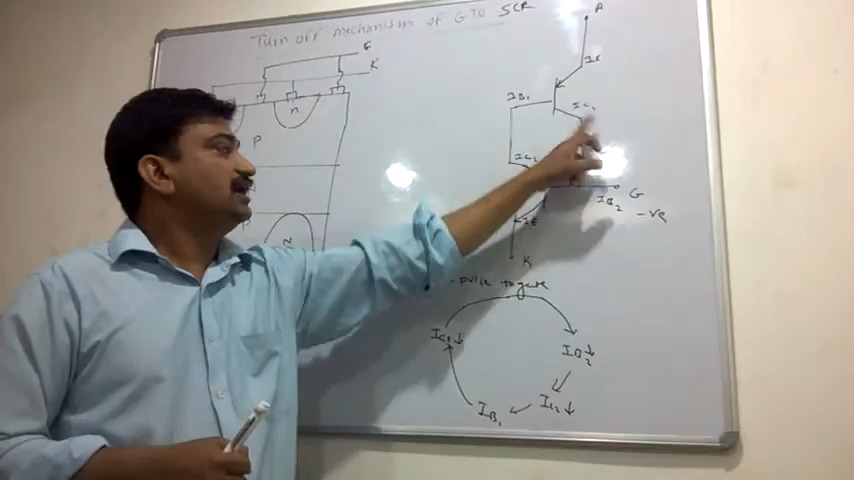 Turn off mechanism of GTO SCR
G
K
n
P
N
A
IE
IB1
IC1
IC2
G
IB2
-ve
IE
K
- pulse to gate
IC1↓
IB2↓
IB1
IC2↓